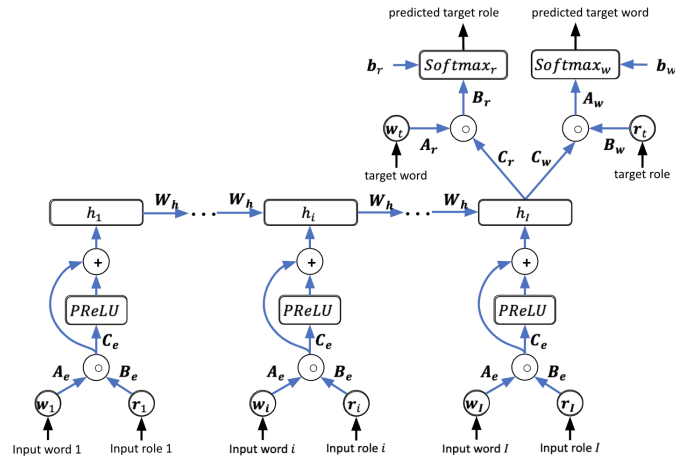 predicted target role predicted target word
b_r Softmax_r Softmax_w b_w
B_r A_w
w_t ∘ ∘ r_t
A_r B_w
C_r C_w
target word target role
W_h W_h W_h W_h
h_1 ... h_i ... h_I
+ + +
PReLU PReLU PReLU
C_e C_e C_e
∘ ∘ ∘
A_e B_e A_e B_e A_e B_e
w_1 r_1 w_i r_i w_I r_I
Input word 1 Input role 1 Input word i Input role i Input word I Input role I